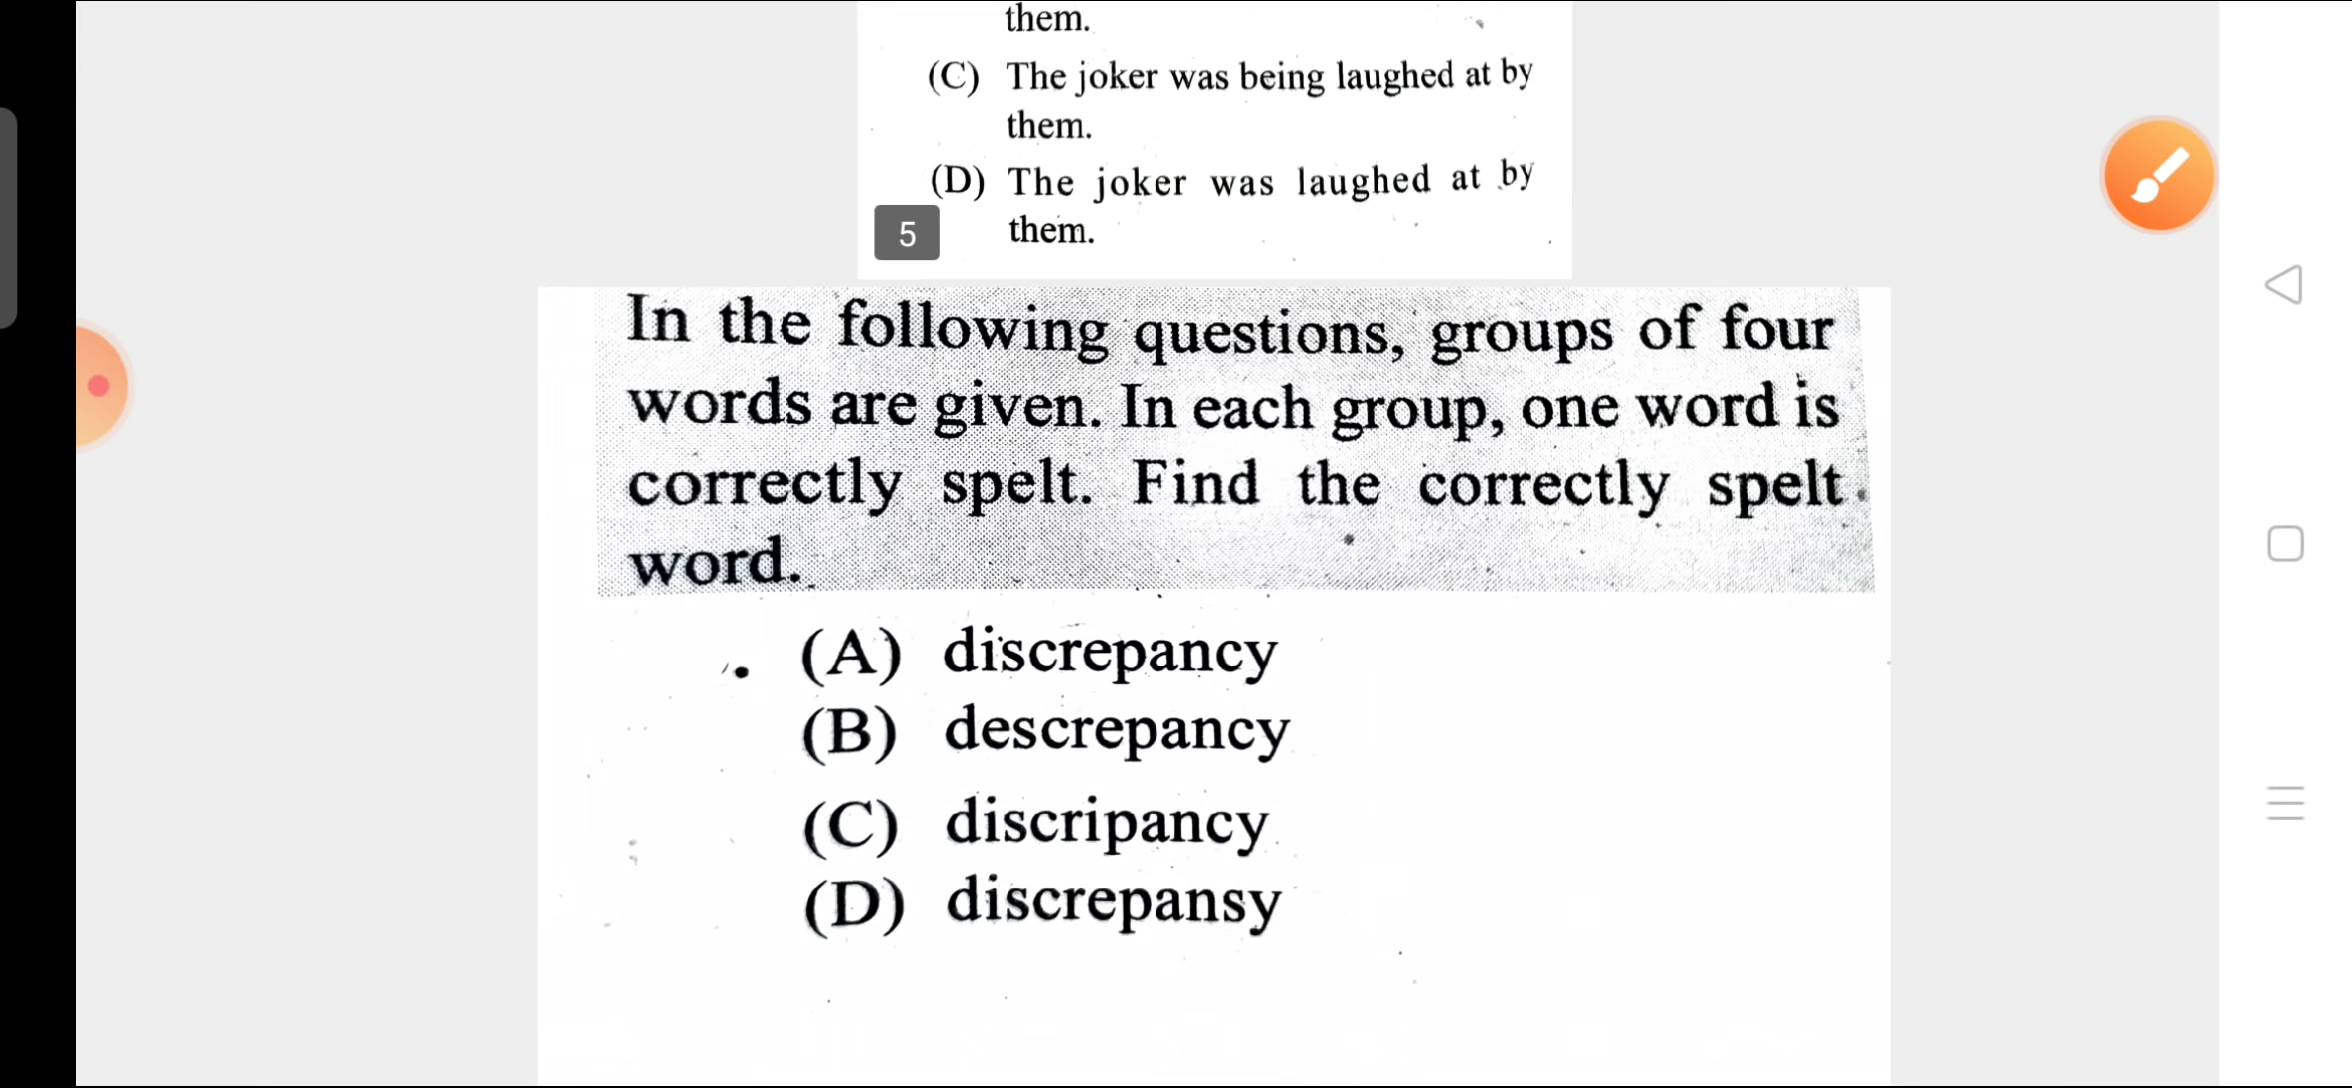 them.
(C) The joker was being laughed at by
them.
(D) The joker was laughed at by
them.
5
In the following questions, groups of four
words are given. In each group, one word is
correctly spelt. Find the correctly spelt
word.
(A) discrepancy
(B) descrepancy
(C) discripancy
(D) discrepansy